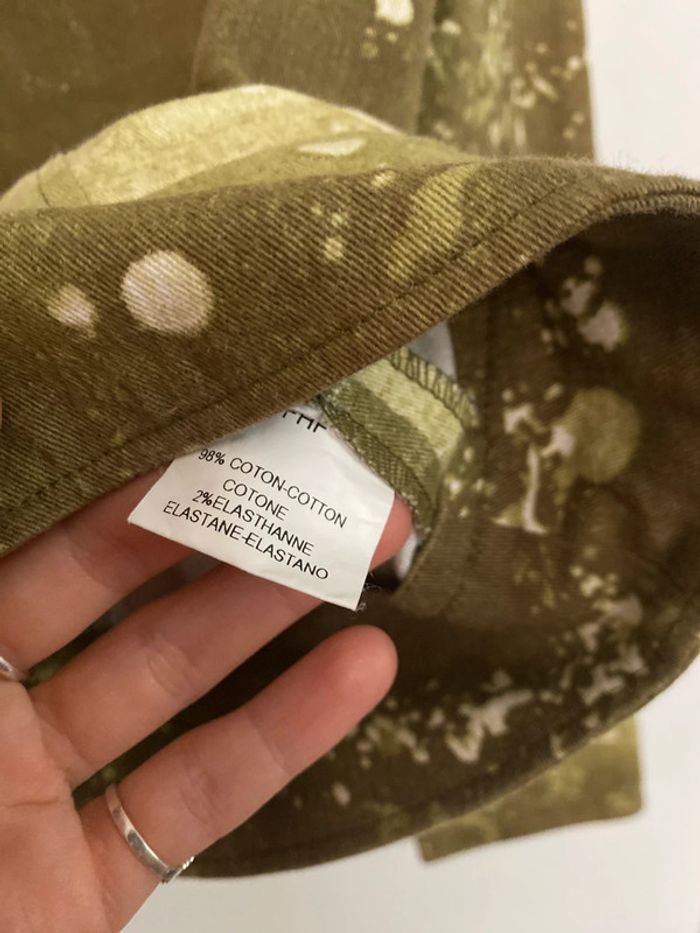 98% COTON-COTTON
COTONE
2%ELASTHANNE
ELASTANE-ELASTANO